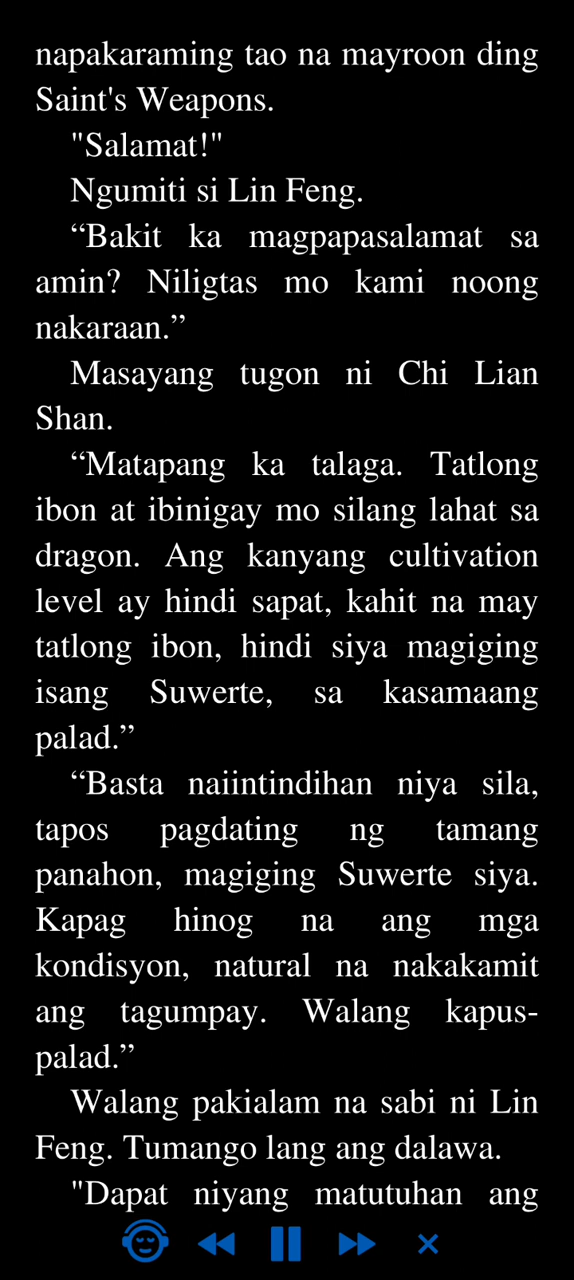 napakaraming tao na mayroon ding
Saint's Weapons.
"Salamat!"
Ngumiti si Lin Feng.
“Bakit ka magpapasalamat sa
amin? Niligtas mo kami noong
nakaraan.”
Masayang tugon ni Chi Lian
Shan.
“Matapang ka talaga. Tatlong
ibon at ibinigay mo silang lahat sa
dragon. Ang kanyang cultivation
level ay hindi sapat, kahit na may
tatlong ibon, hindi siya magiging
isang Suwerte, sa kasamaang
palad.”
“Basta naiintindihan niya sila,
tapos pagdating ng tamang
panahon, magiging Suwerte siya.
Kapag hinog na ang mga
kondisyon, natural na nakakamit
ang tagumpay. Walang kapus-
palad.”
Walang pakialam na sabi ni Lin
Feng. Tumango lang ang dalawa.
"Dapat niyang matutuhan ang